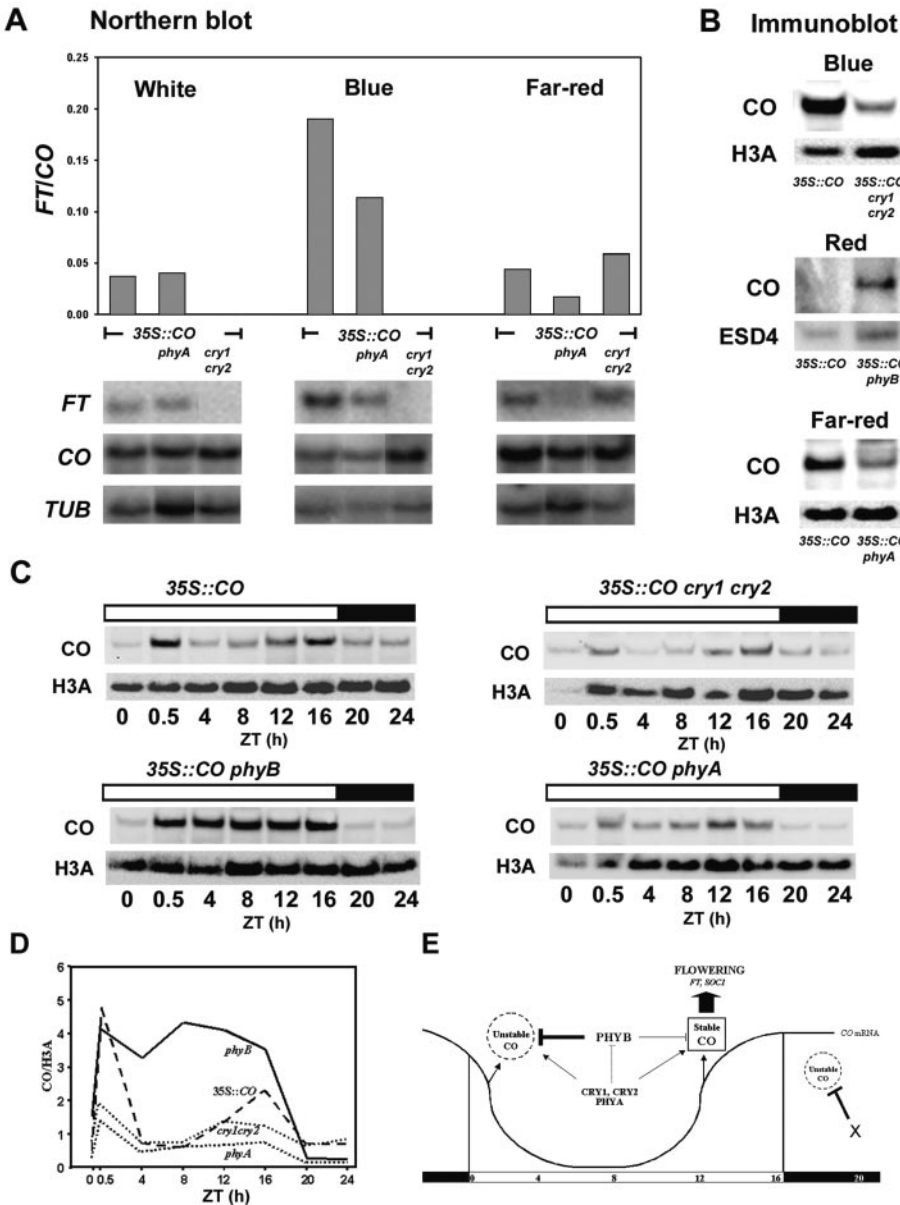 A Northern blot
White
Blue
Far-red
FT/CO
0.25
0.20
0.15
0.10
0.05
0.00
35S::CO
phyA cry1
cry2
35S::CO
phyA cry1
cry2
35S::CO
phyA cry1
cry2
FT
CO
TUB
B Immunoblot
Blue
CO
H3A
35S::CO 35S::CO
cry1
cry2
Red
CO
ESD4
35S::CO 35S::CO
phyB
Far-red
CO
H3A
35S::CO 35S::CO
phyA
C
35S::CO
CO
H3A
0 0.5 4 8 12 16 20 24
ZT (h)
35S::CO cry1 cry2
CO
H3A
0 0.5 4 8 12 16 20 24
ZT (h)
35S::CO phyB
CO
H3A
0 0.5 4 8 12 16 20 24
ZT (h)
35S::CO phyA
CO
H3A
0 0.5 4 8 12 16 20 24
ZT (h)
D
CO/H3A
6
5
4
3
2
1
0
phyB
35S::CO
cry1cry2
phyA
0 0.5 4 8 12 16 20 24
ZT (h)
E
FLOWERING
FT, SOC1
Unstable
CO
PHYB
Stable
CO
CO mRNA
Unstable
CO
CRY1, CRY2
PHYA
X
0 4 8 12 16 20